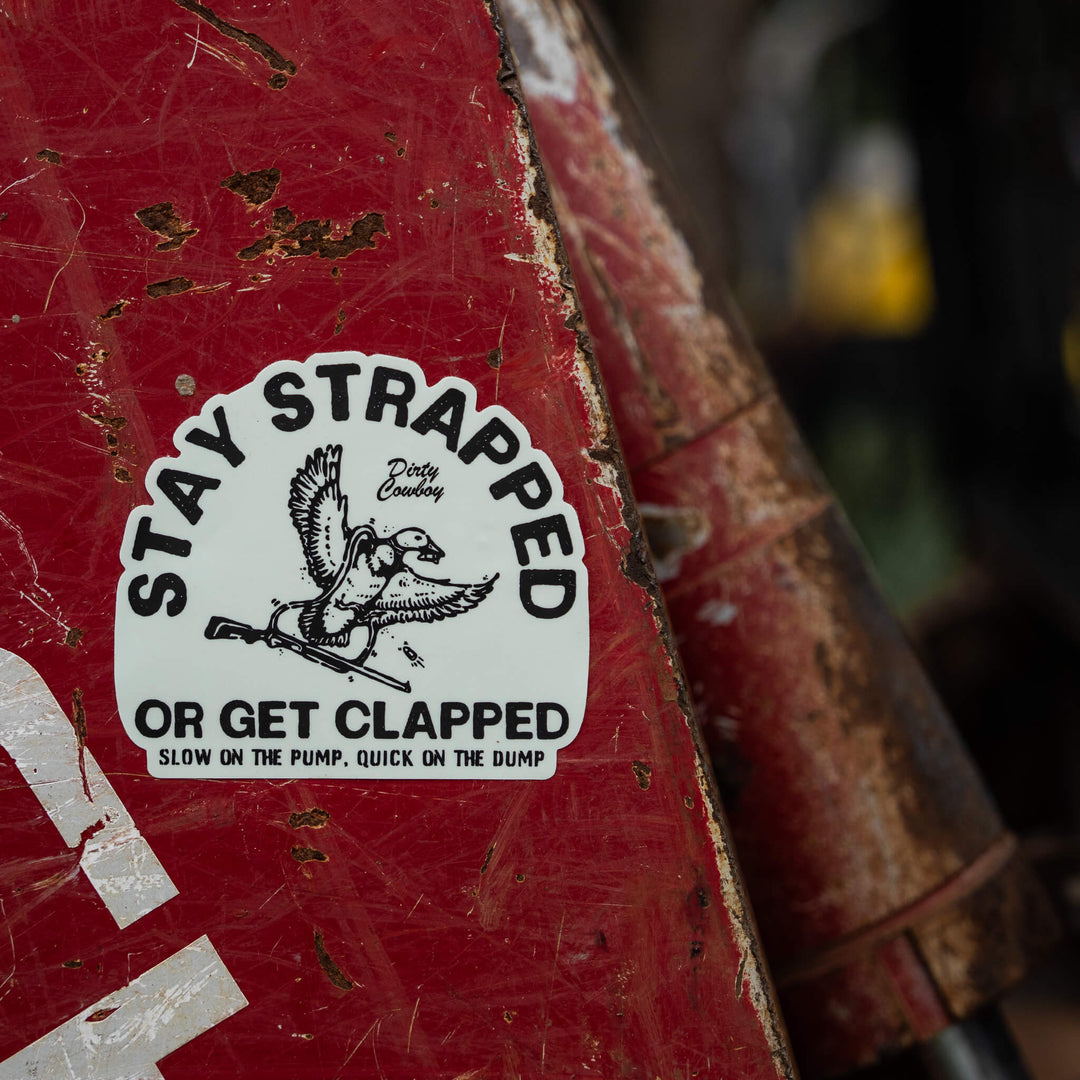 STAY STRAPPED
Dirty
Cowboy
OR GET CLAPPED
SLOW ON THE PUMP, QUICK ON THE DUMP